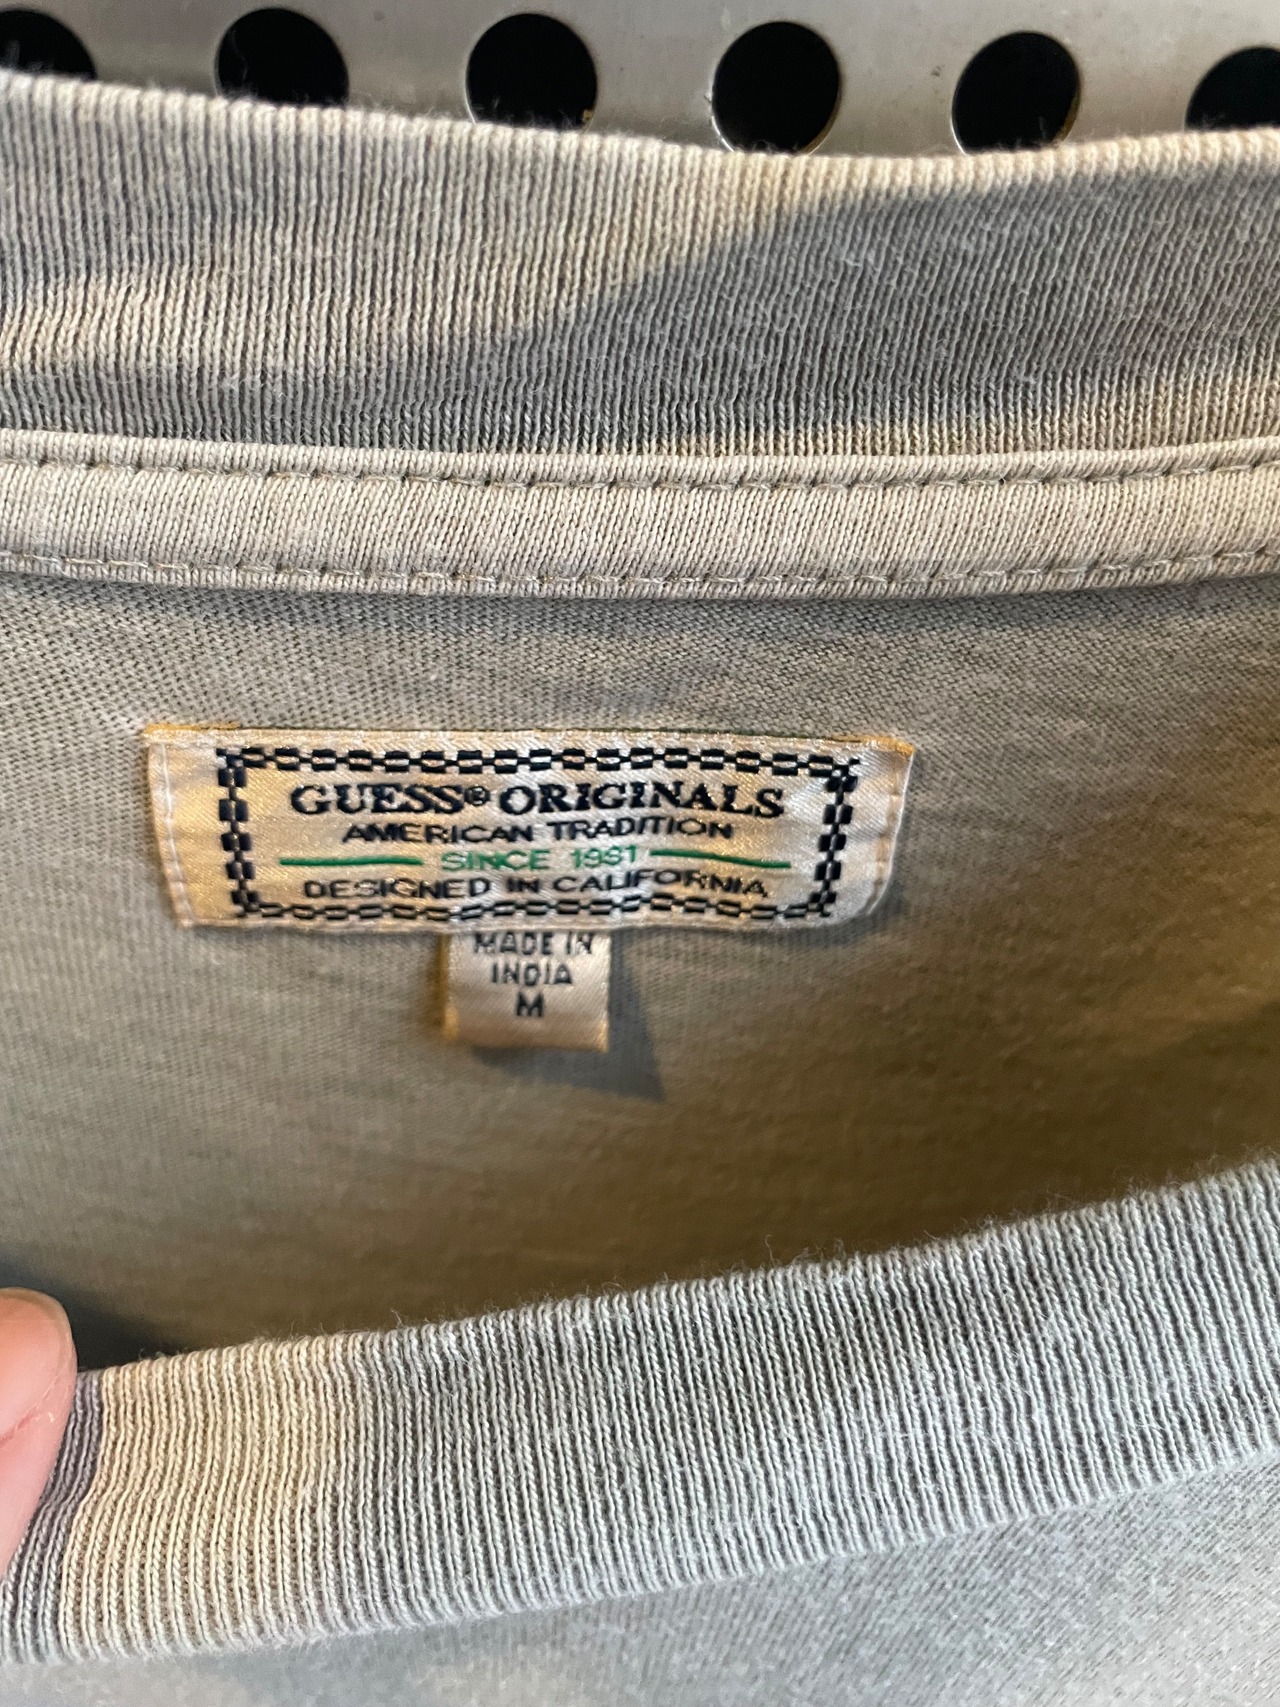 GUESS® ORIGINALS
AMERICAN TRADITION
SINCE 1981
DESIGNED IN CALIFORNIA
MADE IN
INDIA
M